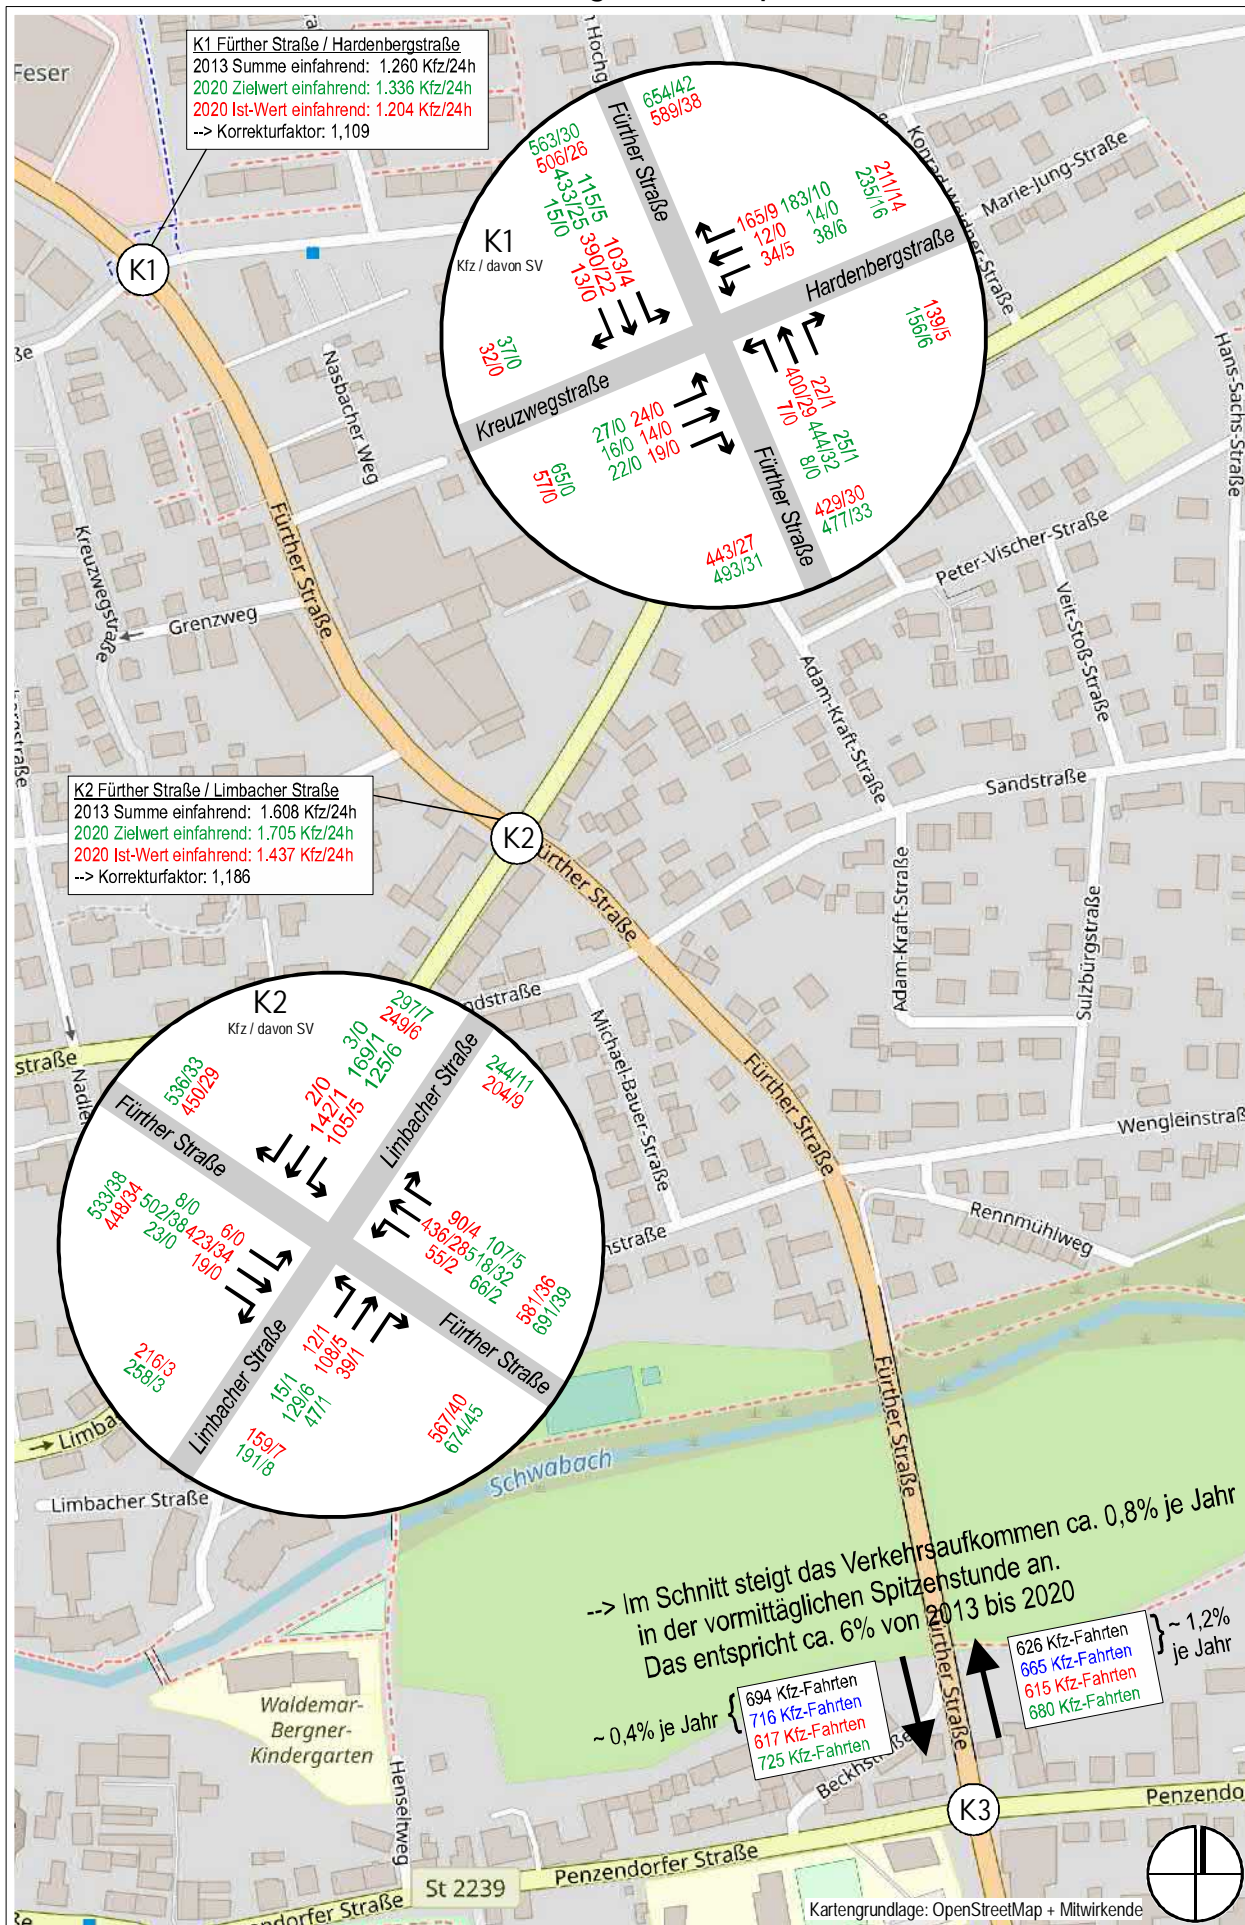 K1 Fürther Straße / Hardenbergstraße
2013 Summe einfahrend: 1.260 Kfz/24h
2020 Zielwert einfahrend: 1.336 Kfz/24h
2020 Ist-Wert einfahrend: 1.204 Kfz/24h
--> Korrekturfaktor: 1,109
Feser
K1
K1
Kfz / davon SV
Fürther Straße
654/42
589/38
563/30
506/26
115/5
433/25
15/0
103/4
390/22
13/0
165/9
12/0
34/5
183/10
14/0
38/6
211/14
235/16
Hardenbergstraße
139/5
156/6
37/0
32/0
Kreuzwegstraße
27/0
16/0
22/0
24/0
14/0
19/0
65/0
57/0
22/1
400/29
7/0
25/1
444/32
8/0
429/30
477/33
443/27
493/31
Fürther Straße
Marie-Jung-Straße
Hans-Sachs-Straße
Nasbacher Weg
Kreuzwegstraße
Grenzweg
Fürther Straße
Peter-Vischer-Straße
Veit-Stoß-Straße
Adam-Kraft-Straße
Sandstraße
K2 Fürther Straße / Limbacher Straße
2013 Summe einfahrend: 1.608 Kfz/24h
2020 Zielwert einfahrend: 1.705 Kfz/24h
2020 Ist-Wert einfahrend: 1.437 Kfz/24h
--> Korrekturfaktor: 1,186
K2
Fürther Straße
Adam-Kraft-Straße
Sulzburgstraße
Michael-Bauer-Straße
Fürther Straße
Wengleinstraß
Rennmühlweg
ndstraße
straße
nstraße
K2
Kfz / davon SV
297/7
249/6
3/0
169/1
125/6
2/0
142/1
105/5
244/11
204/9
Limbacher Straße
536/33
450/29
Fürther Straße
533/38
448/34
8/0
502/38
23/0
6/0
423/34
19/0
90/4
436/28
55/2
107/5
518/32
66/2
581/36
691/39
Fürther Straße
216/3
258/3
12/1
108/5
39/1
15/1
129/6
47/1
Limbacher Straße
159/7
191/8
567/40
674/45
Limbacher Straße
Schwabach
Fürther Straße
--> Im Schnitt steigt das Verkehrsaufkommen ca. 0,8% je Jahr
in der vormittäglichen Spitzenstunde an.
Das entspricht ca. 6% von 2013 bis 2020
626 Kfz-Fahrten
665 Kfz-Fahrten
615 Kfz-Fahrten
680 Kfz-Fahrten
~ 1,2%
je Jahr
~ 0,4% je Jahr
694 Kfz-Fahrten
716 Kfz-Fahrten
617 Kfz-Fahrten
725 Kfz-Fahrten
Fürther Straße
Waldemar-
Bergner-
Kindergarten
Henseltweg
K3
Penzendo
St 2239
Penzendorfer Straße
Kartengrundlage: OpenStreetMap + Mitwirkende